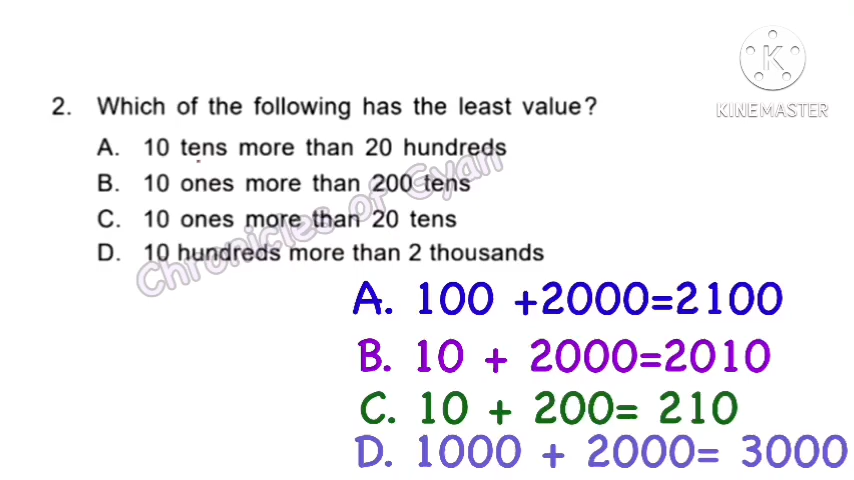 K
KINEMASTER
2. Which of the following has the least value?
A. 10 tens more than 20 hundreds
B. 10 ones more than 200 tens
C. 10 ones more than 20 tens
D. 10 hundreds more than 2 thousands
Chronicles of Gyan
A. 100 +2000=2100
B. 10 + 2000=2010
C. 10 + 200= 210
D. 1000 + 2000= 3000